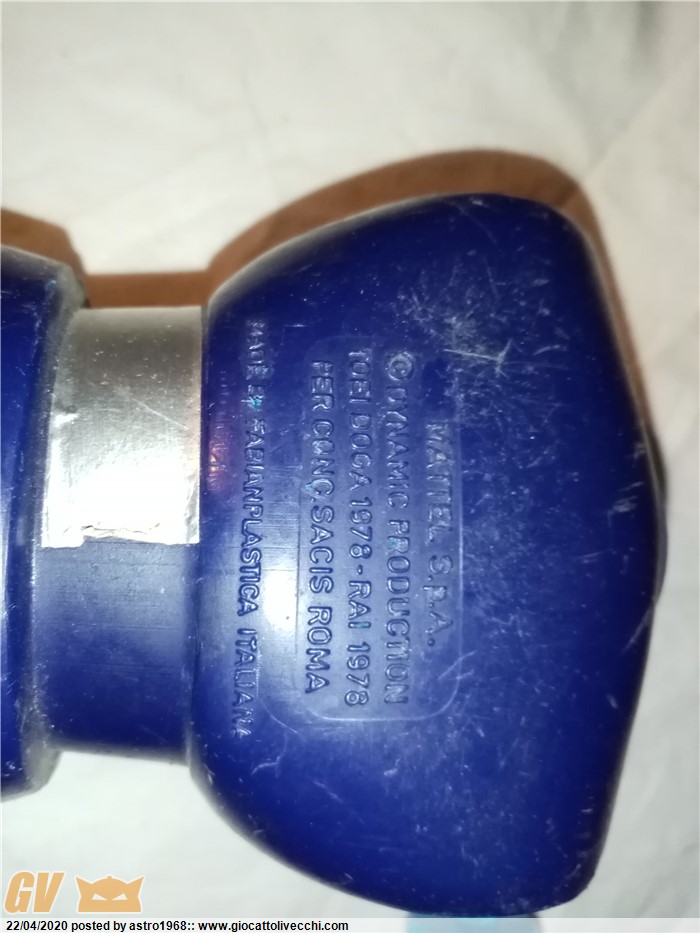 MATTEL S.p.A.
© DYNAMIC PRODUCTION
TOEI DOGA 1978 - RAI 1978
PER CONC. SACIS ROMA
MADE BY FABIANPLASTICA ITALIANA
GV
22/04/2020 posted by astro1968:: www.giocattolivecchi.com